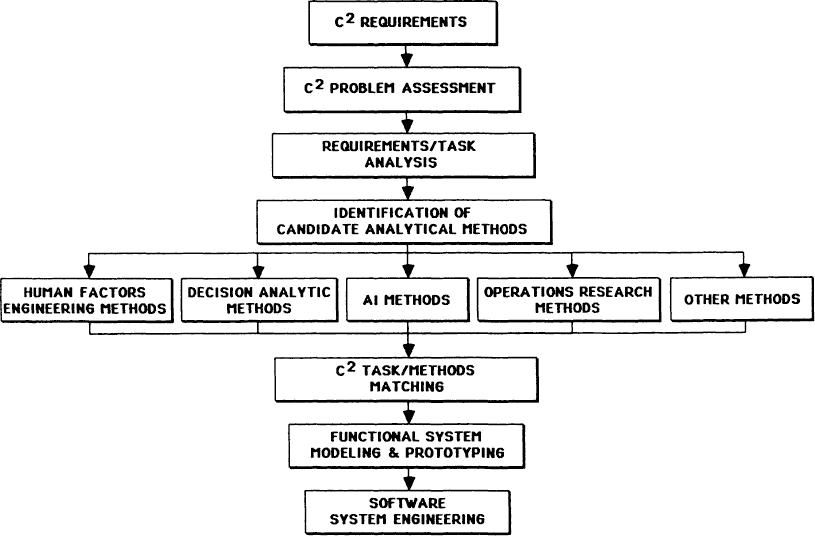 C² REQUIREMENTS
C² PROBLEM ASSESSMENT
REQUIREMENTS/TASK
ANALYSIS
IDENTIFICATION OF
CANDIDATE ANALYTICAL METHODS
HUMAN FACTORS
ENGINEERING METHODS
DECISION ANALYTIC
METHODS
AI METHODS
OPERATIONS RESEARCH
METHODS
OTHER METHODS
C² TASK/METHODS
MATCHING
FUNCTIONAL SYSTEM
MODELING & PROTOTYPING
SOFTWARE
SYSTEM ENGINEERING